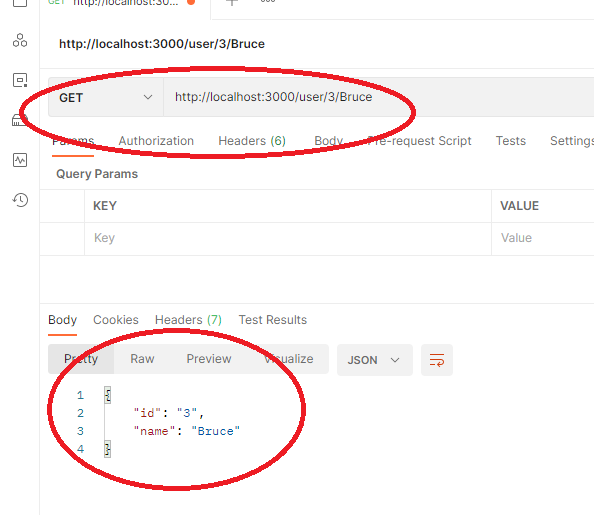 GET http://localhost:30...
http://localhost:3000/user/3/Bruce
GET http://localhost:3000/user/3/Bruce
Params Authorization Headers (6) Body Pre-request Script Tests Settings
Query Params
KEY VALUE
Key Value
Body Cookies Headers (7) Test Results
Pretty Raw Preview Visualize JSON
1 {
2 "id": "3",
3 "name": "Bruce"
4 }